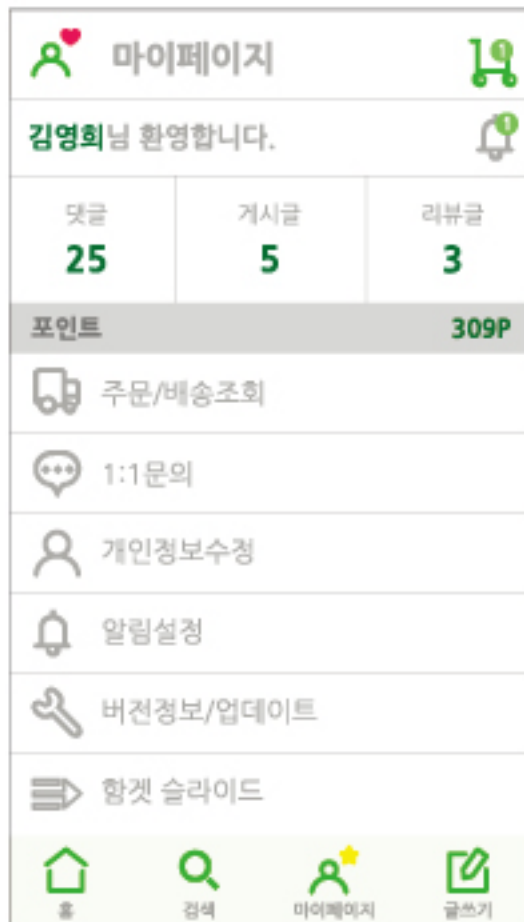 마이페이지 1
김영희님 환영합니다. 1
댓글 게시글 리뷰글
25 5 3
포인트 309P
주문/배송조회
1:1문의
개인정보수정
알림설정
버전정보/업데이트
함겟 슬라이드
홈 검색 마이페이지 글쓰기